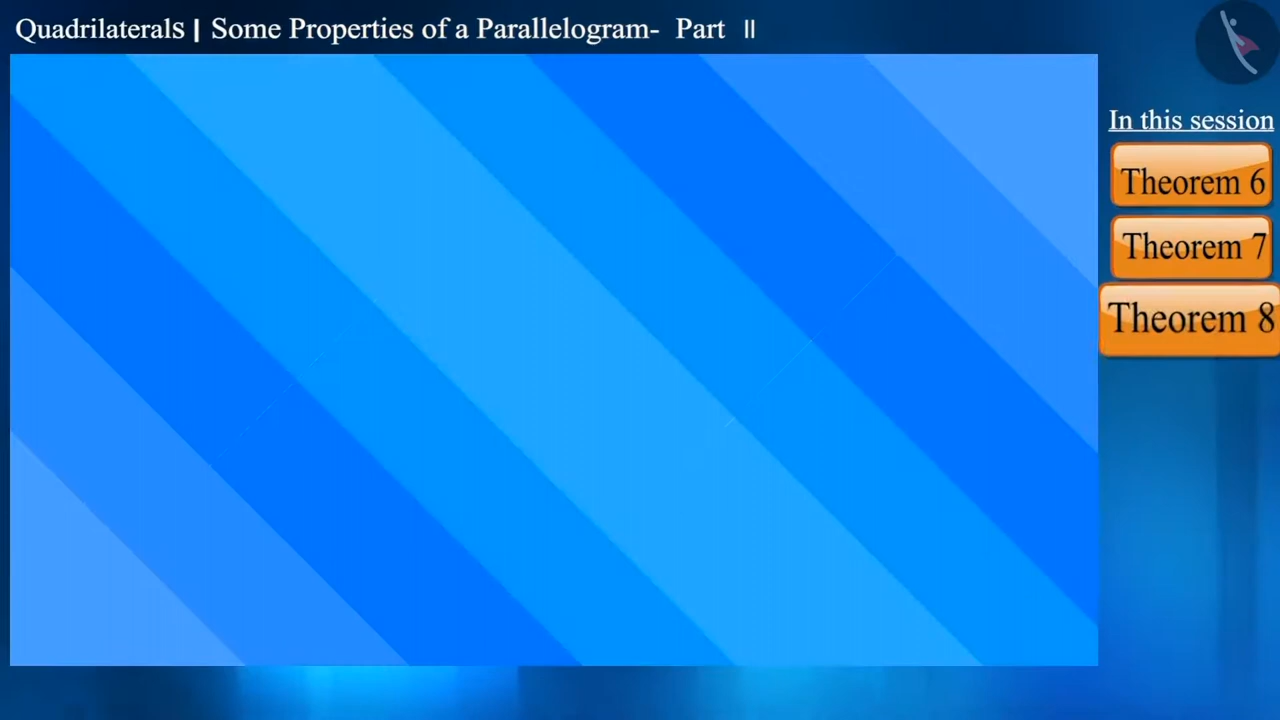 Quadrilaterals | Some Properties of a Parallelogram- Part II
In this session
Theorem 6
Theorem 7
Theorem 8